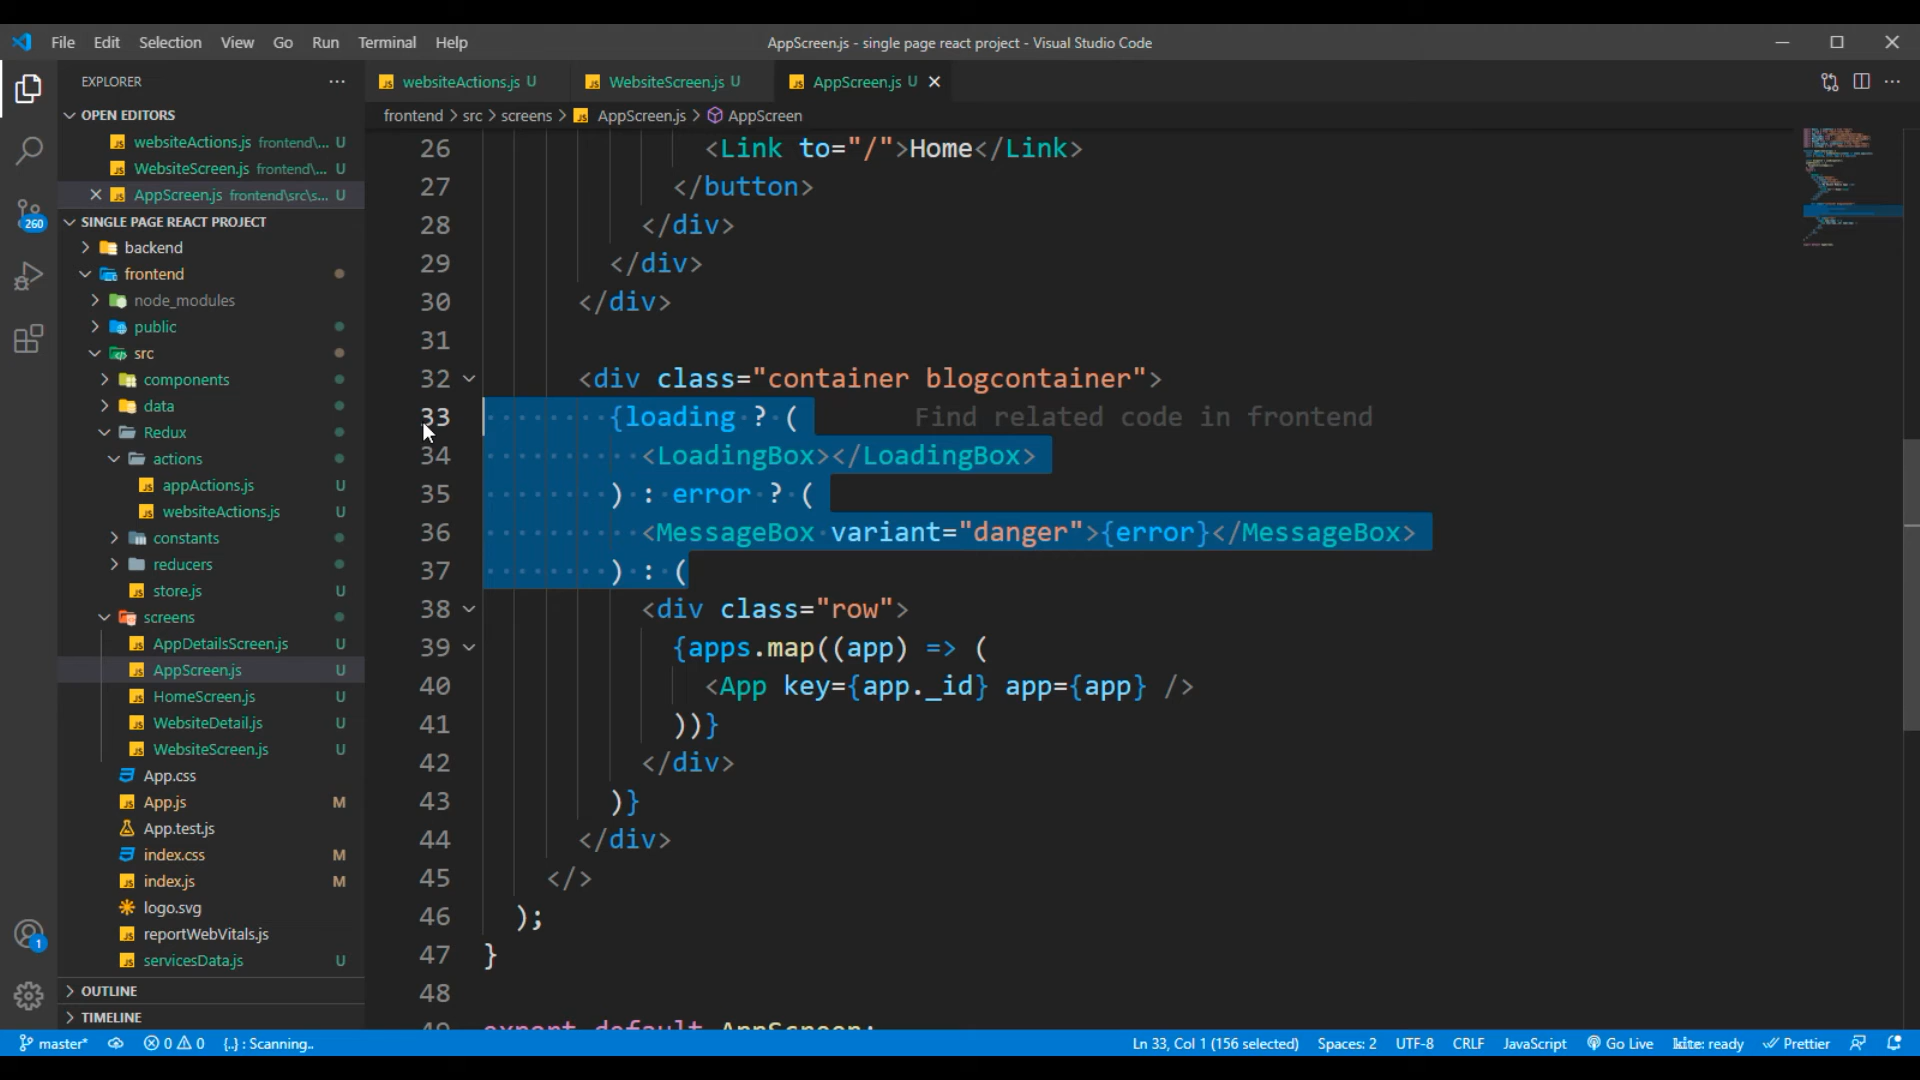 File Edit Selection View Go Run Terminal Help
AppScreen.js - single page react project - Visual Studio Code
EXPLORER
OPEN EDITORS
websiteActions.js frontend\... U
WebsiteScreen.js frontend\... U
AppScreen.js frontend\src\s... U
SINGLE PAGE REACT PROJECT
backend
frontend
node_modules
public
src
components
data
Redux
actions
appActions.js U
websiteActions.js U
constants
reducers
store.js U
screens
AppDetailsScreen.js U
AppScreen.js U
HomeScreen.js U
WebsiteDetail.js U
WebsiteScreen.js U
App.css
App.js M
App.test.js
index.css M
index.js M
logo.svg
reportWebVitals.js
servicesData.js U
OUTLINE
TIMELINE
260
1
websiteActions.js U
WebsiteScreen.js U
AppScreen.js U
frontend > src > screens > AppScreen.js > AppScreen
26 <Link to="/">Home</Link>
27 </button>
28 </div>
29 </div>
30 </div>
31
32 <div class="container blogcontainer">
33 {loading ? ( Find related code in frontend
34 <LoadingBox></LoadingBox>
35 ) : error ? (
36 <MessageBox variant="danger">{error}</MessageBox>
37 ) : (
38 <div class="row">
39 {apps.map((app) => (
40 <App key={app._id} app={app} />
41 ))}
42 </div>
43 )}
44 </div>
45 </>
46 );
47 }
48
49 export default AppScreen;
master* 0 0 {..} : Scanning.. Ln 33, Col 1 (156 selected) Spaces: 2 UTF-8 CRLF JavaScript Go Live kite: ready Prettier